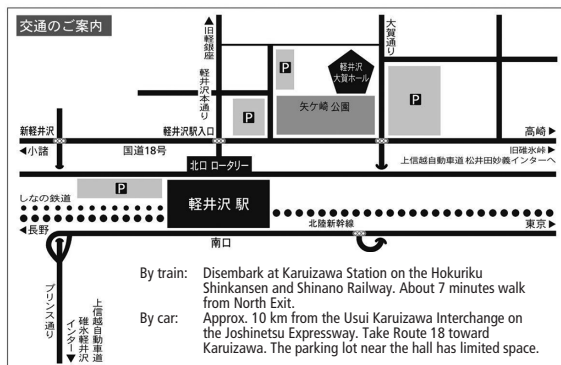 交通のご案内
▲旧軽銀座
大賀通り
軽井沢本通り
P
軽井沢
大賀ホール
P
P
矢ケ崎 公園
新軽井沢
軽井沢駅入口
高崎▶
◀小諸
国道18号
旧碓氷峠▶
上信越自動車道 松井田妙義インターへ
北口 ロータリー
P
しなの鉄道
軽井沢 駅
北陸新幹線
◀長野
東京▶
南口
プリンス通り
上信越自動車道
碓氷軽井沢
インター▼
By train: Disembark at Karuizawa Station on the Hokuriku
Shinkansen and Shinano Railway. About 7 minutes walk
from North Exit.
By car: Approx. 10 km from the Usui Karuizawa Interchange on
the Joshinetsu Expressway. Take Route 18 toward
Karuizawa. The parking lot near the hall has limited space.